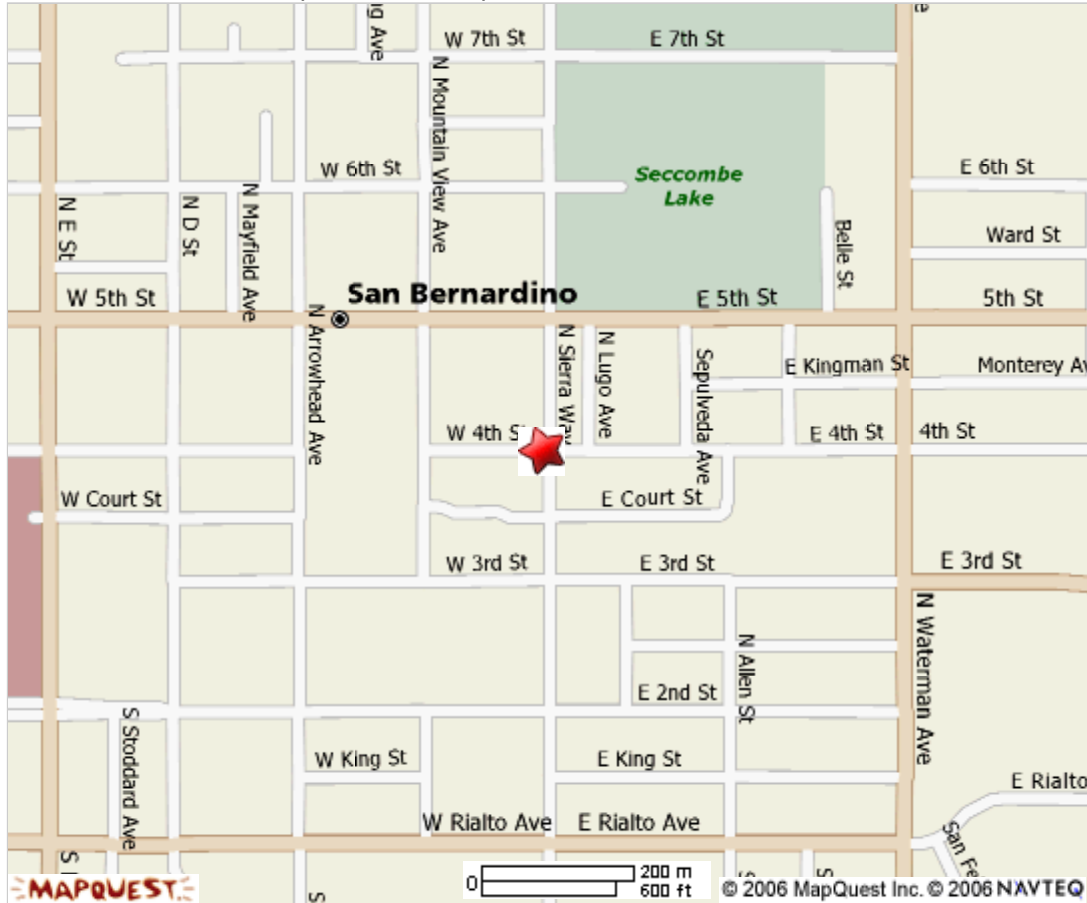 W 7th St
E 7th St
N Mountain View Ave
W 6th St
Seccombe
Lake
E 6th St
N E St
N D St
N Mayfield Ave
Belle St
Ward St
W 5th St
San Bernardino
E 5th St
5th St
N Arrowhead Ave
N Sierra Way
N Lugo Ave
Sepulveda Ave
E Kingman St
Monterey Av
W 4th St
E 4th St
4th St
W Court St
E Court St
W 3rd St
E 3rd St
E 3rd St
N Waterman Ave
N Allen St
E 2nd St
S Stoddard Ave
W King St
E King St
E Rialto
W Rialto Ave
E Rialto Ave
San Fe
MAPQUEST
0
200 m
600 ft
© 2006 MapQuest Inc. © 2006 NAVTEQ